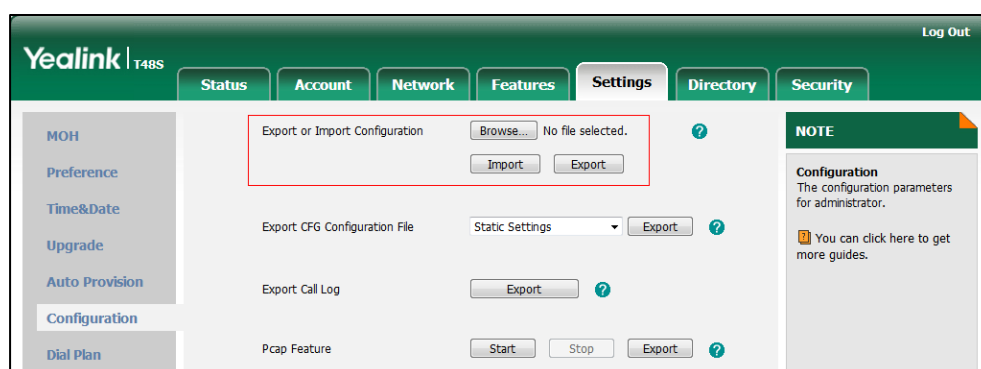 Log Out
Yealink | T48S
Status Account Network Features Settings Directory Security
MOH
Preference
Time&Date
Upgrade
Auto Provision
Configuration
Dial Plan
Export or Import Configuration Browse... No file selected. ?
Import Export
Export CFG Configuration File Static Settings Export ?
Export Call Log Export ?
Pcap Feature Start Stop Export ?
NOTE
Configuration
The configuration parameters
for administrator.
? You can click here to get
more guides.